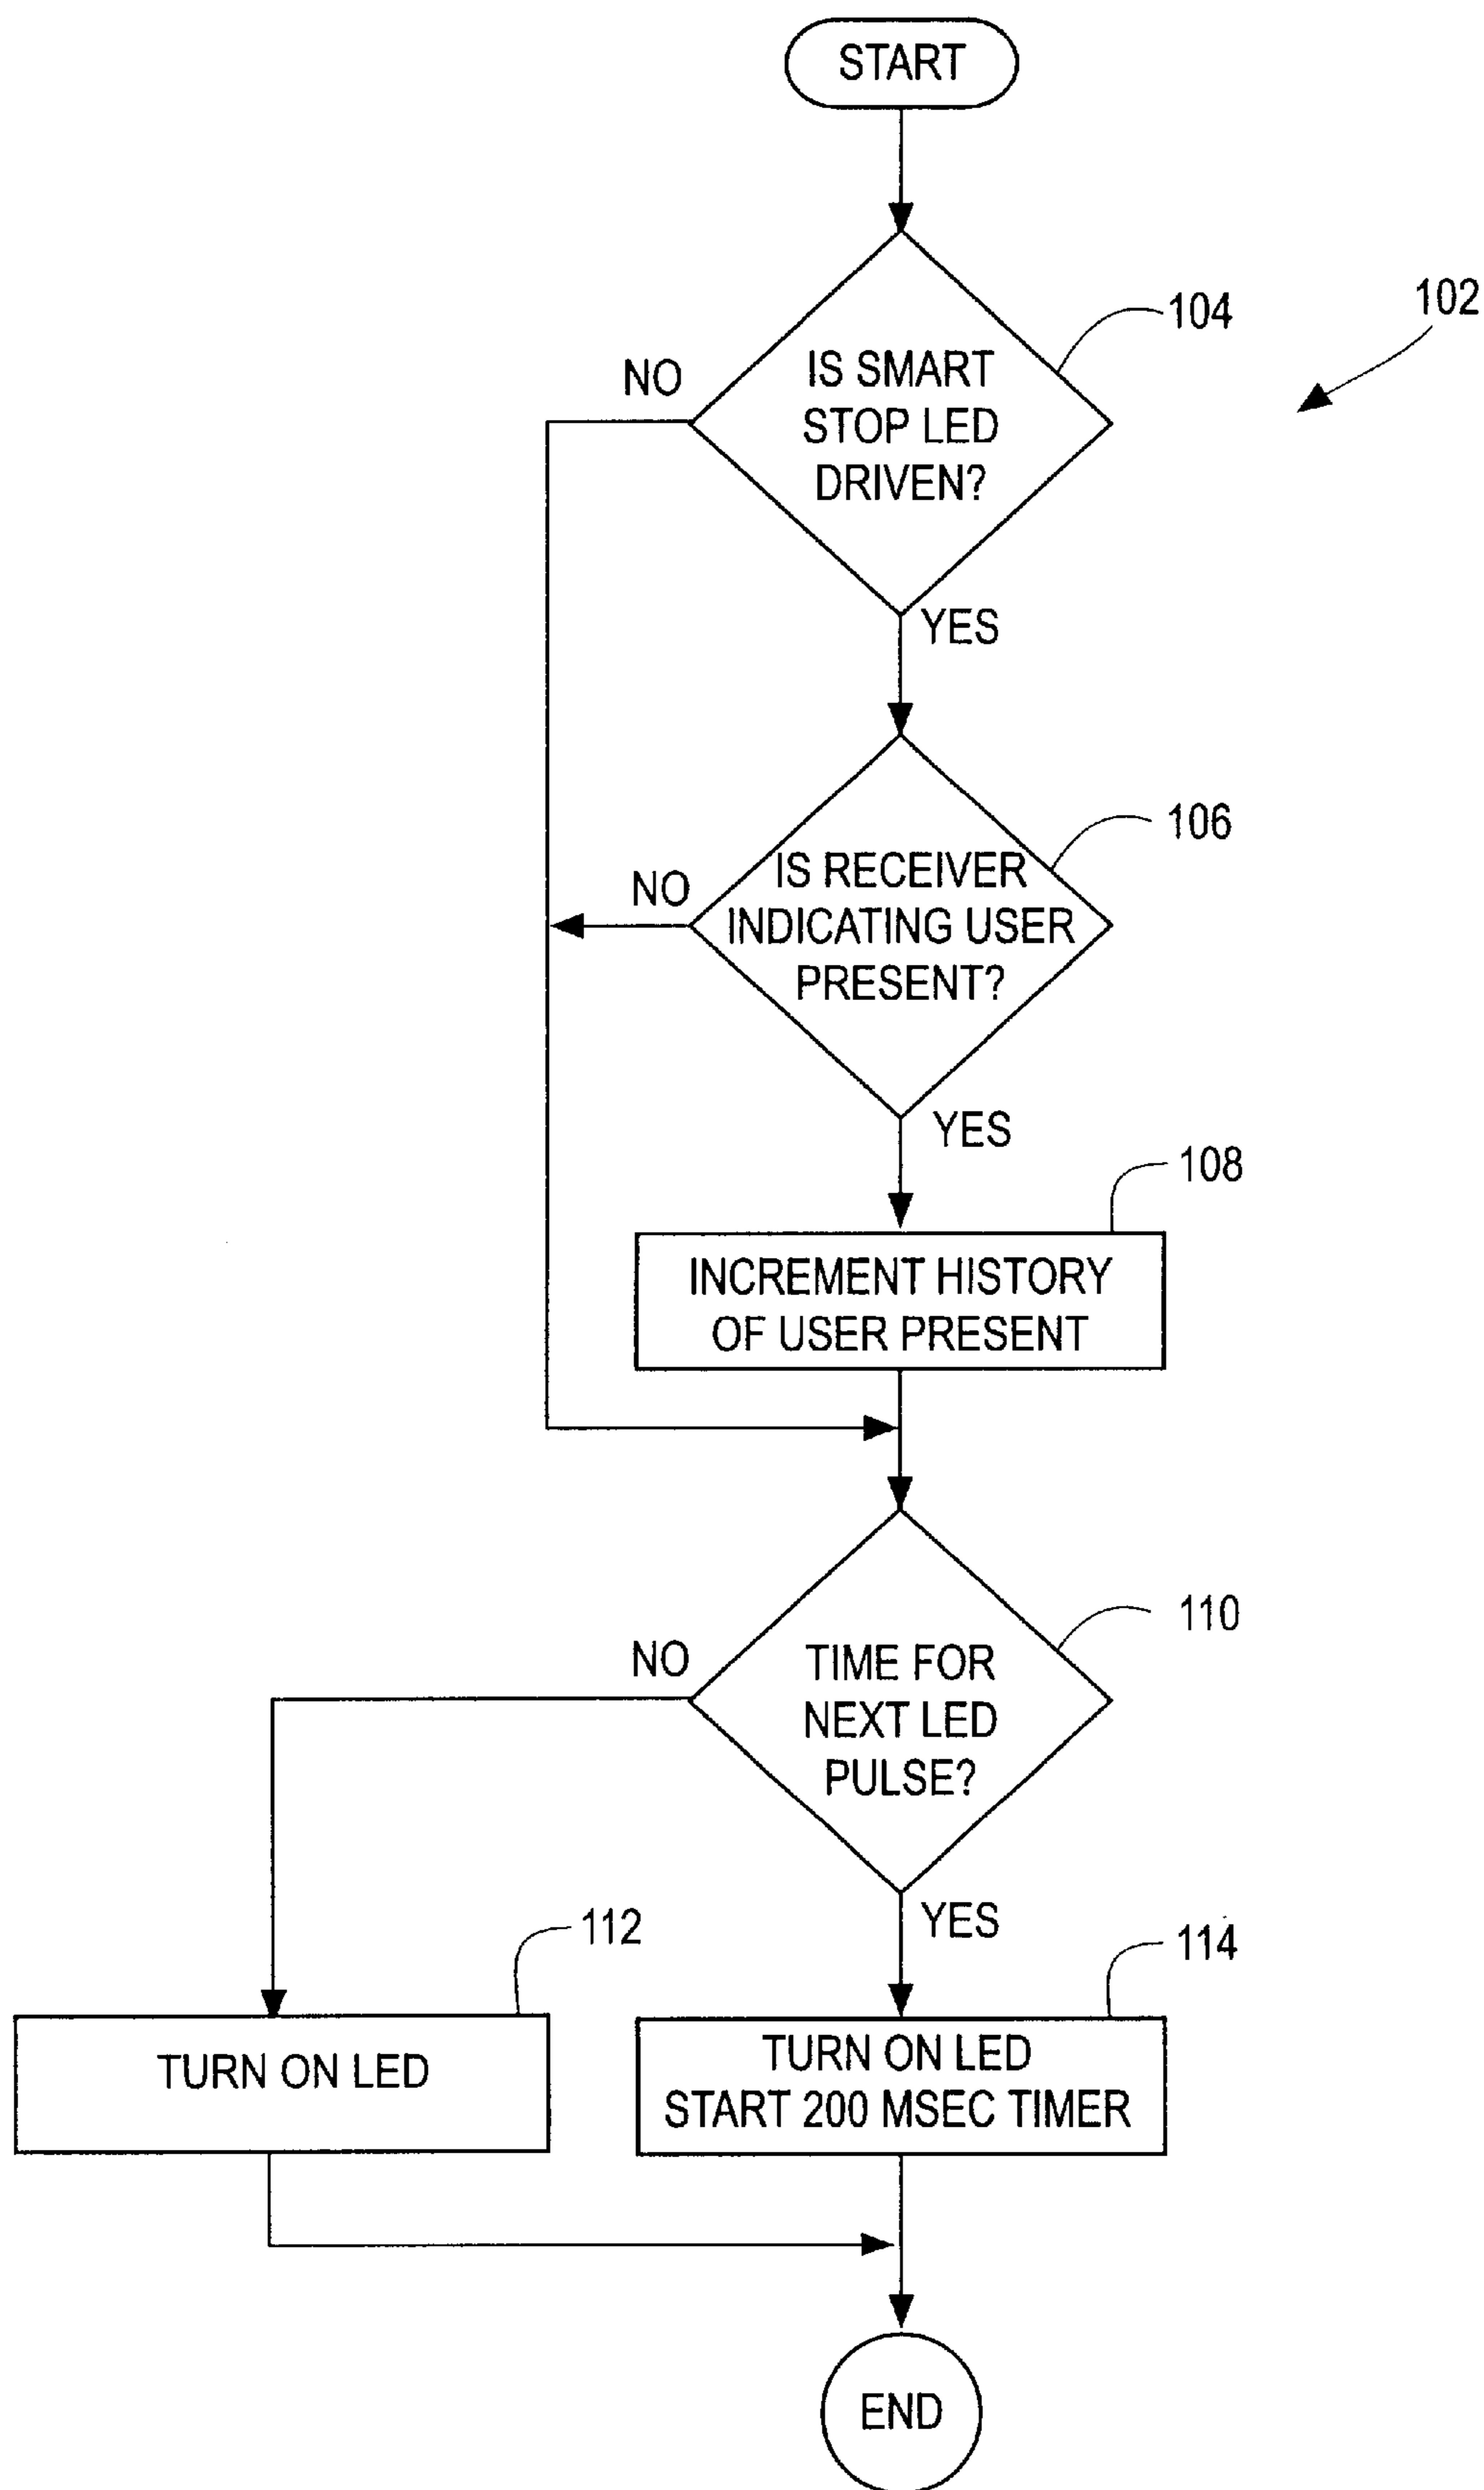 START
104
102
NO
IS SMART
STOP LED
DRIVEN?
YES
106
NO
IS RECEIVER
INDICATING USER
PRESENT?
YES
108
INCREMENT HISTORY
OF USER PRESENT
110
NO
TIME FOR
NEXT LED
PULSE?
YES
112
114
TURN ON LED
TURN ON LED
START 200 MSEC TIMER
END